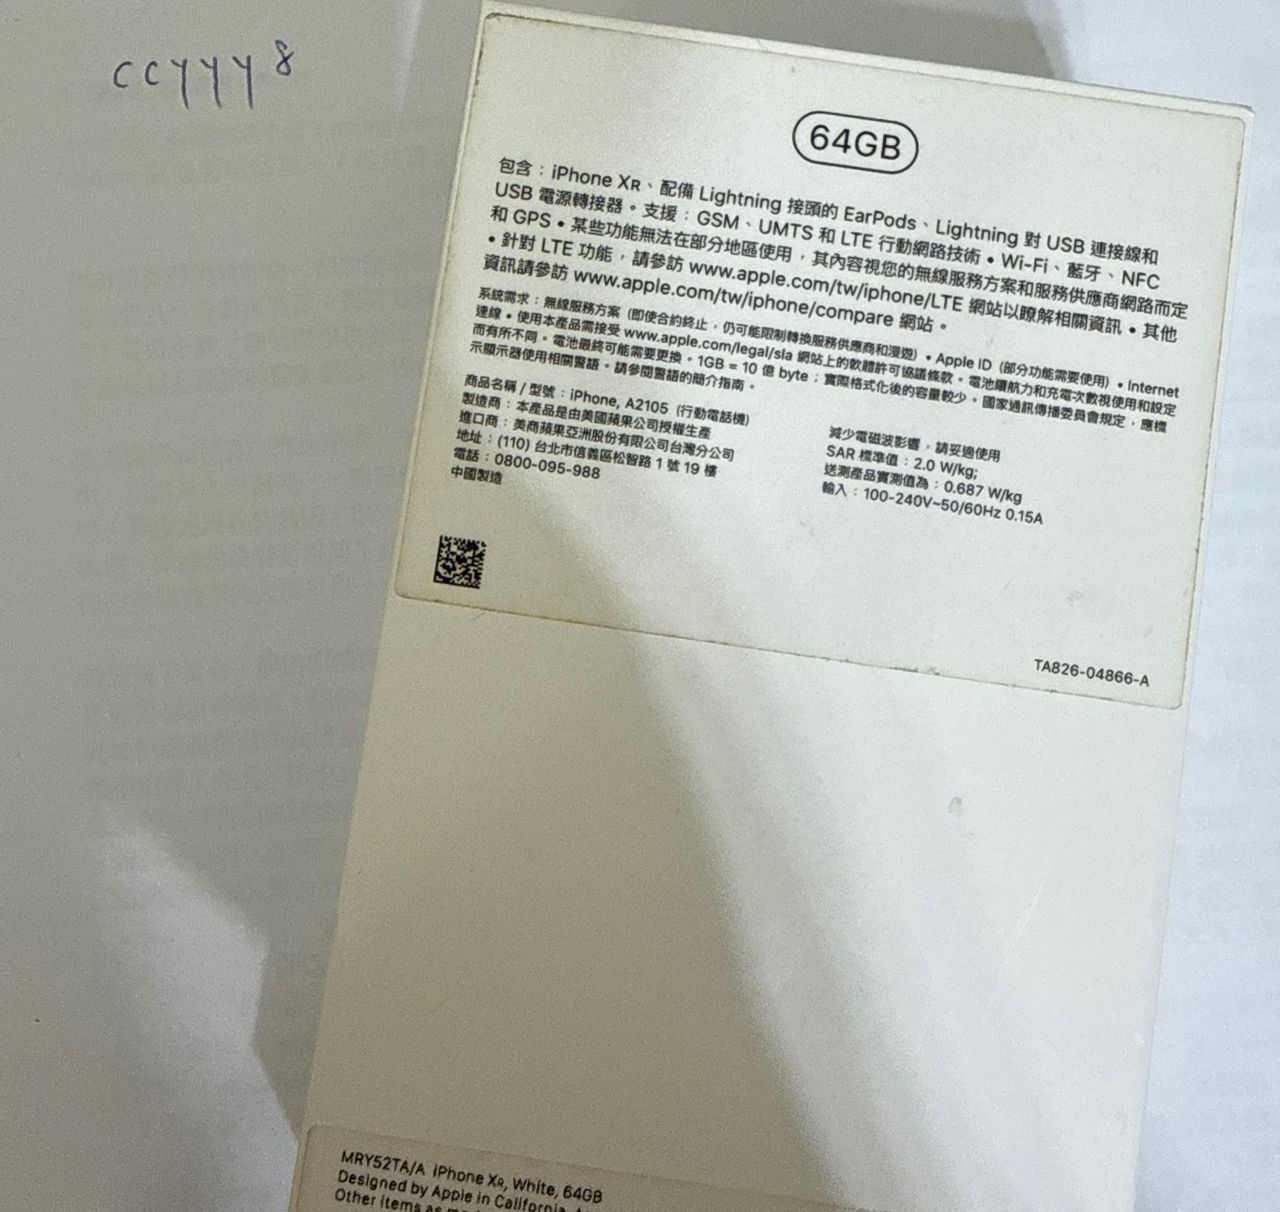 ccyyy8
64GB
包含：iPhone XR、配備 Lightning 接頭的 EarPods、Lightning 對 USB 連接線和
USB 電源轉接器。支援：GSM、UMTS 和 LTE 行動網路技術 • Wi-Fi、藍牙、NFC
和 GPS • 某些功能無法在部分地區使用，其內容視您的無線服務方案和服務供應商網路而定
• 針對 LTE 功能，請參訪 www.apple.com/tw/iphone/LTE 網站以瞭解相關資訊 • 其他
資訊請參訪 www.apple.com/tw/iphone/compare 網站。
系統需求：無線服務方案（即使合約終止，仍可能限制轉換服務供應商和漫遊）• Apple ID（部分功能需要使用）• Internet
連線 • 使用本產品需接受 www.apple.com/legal/sla 網站上的軟體許可協議條款。電池續航力和充電次數視使用和設定
而有所不同。電池最終可能需要更換。1GB = 10 億 byte；實際格式化後的容量較少。國家通訊傳播委員會規定，應標
示顯示器使用相關警語。請參閱警語的簡介指南。
商品名稱 / 型號：iPhone, A2105（行動電話機）
製造商：本產品是由美國蘋果公司授權生產
進口商：美商蘋果亞洲股份有限公司台灣分公司
地址：(110) 台北市信義區松智路 1 號 19 樓
電話：0800-095-988
中國製造
減少電磁波影響，請妥適使用
SAR 標準值：2.0 W/kg;
送測產品實測值為：0.687 W/kg
輸入：100-240V~50/60Hz 0.15A
TA826-04866-A
MRY52TA/A iPhone XR, White, 64GB
Designed by Apple in California,
Other items as